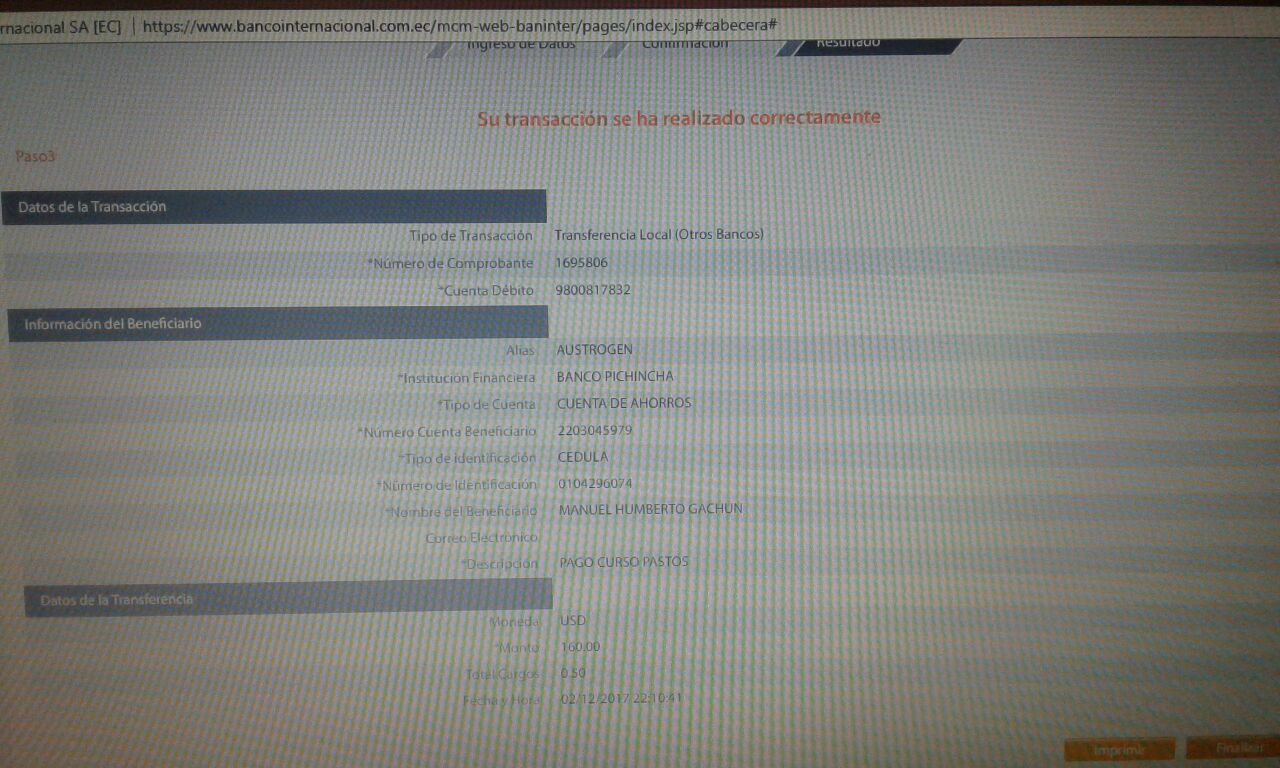 rnacional SA [EC] https://www.bancointernacional.com.ec/mcm-web-baninter/pages/index.jsp#cabecera#
Ingreso de Datos Confirmación Resultado
Su transacción se ha realizado correctamente
Paso3
Datos de la Transacción
Tipo de Transacción Transferencia Local (Otros Bancos)
*Número de Comprobante 1695806
*Cuenta Débito 9800817832
Información del Beneficiario
Alias AUSTROGEN
*Institución Financiera BANCO PICHINCHA
*Tipo de Cuenta CUENTA DE AHORROS
*Número Cuenta Beneficiario 2203045979
*Tipo de identificación CEDULA
*Número de Identificación 0104296074
*Nombre del Beneficiario MANUEL HUMBERTO GACHUN
Correo Electrónico
*Descripción PAGO CURSO PASTOS
Datos de la Transferencia
Moneda USD
*Monto 160.00
Total Cargos 0.50
Fecha y Hora 02/12/2017 22:10:41
Imprimir Finalizar